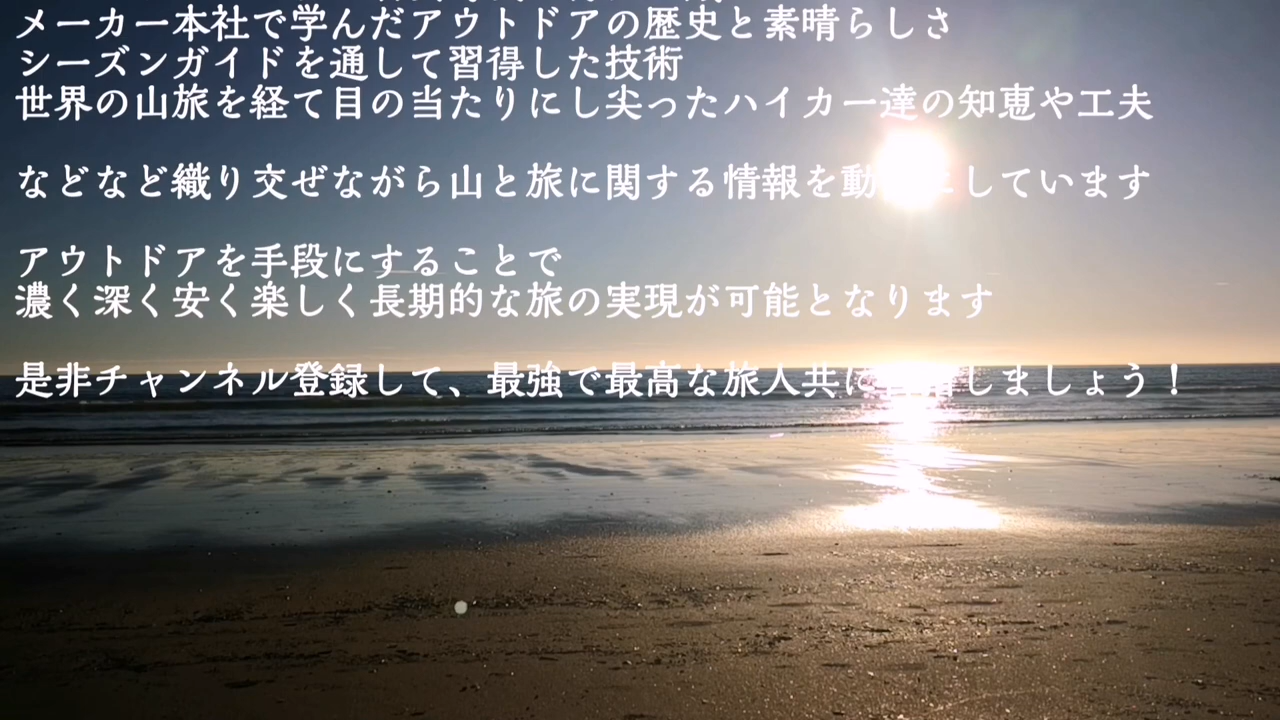 メーカー本社で学んだアウトドアの歴史と素晴らしさ
シーズンガイドを通して習得した技術
世界の山旅を経て目の当たりにし尖ったハイカー達の知恵や工夫
などなど織り交ぜながら山と旅に関する情報を動しています
アウトドアを手段にすることで
濃く深く安く楽しく長期的な旅の実現が可能となります
是非チャンネル登録して、最強で最高な旅人共にしましょう！